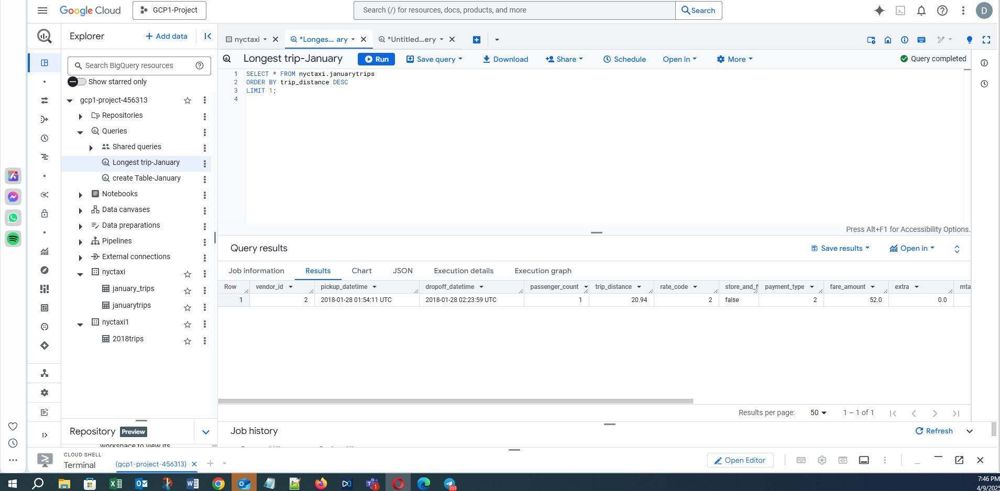 Google Cloud
GCP1-Project
Search (/) for resources, docs, products, and more
Search
D
Explorer
+ Add data
Search BigQuery resources
Show starred only
gcp1-project-456313
Repositories
Queries
Shared queries
Longest trip-January
create Table-January
Notebooks
Data canvases
Data preparations
Pipelines
External connections
nyctaxi
january_trips
januarytrips
nyctaxi1
2018trips
Repository Preview
workspace to view its
nyctaxi
*Longes... ary
*Untitled...ery
Longest trip-January
Run
Save query
Download
Share
Schedule
Open in
More
Query completed
1 SELECT * FROM nyctaxi.januarytrips
2 ORDER BY trip_distance DESC
3 LIMIT 1;
4
Press Alt+F1 for Accessibility Options.
Query results
Save results
Open in
Job information Results Chart JSON Execution details Execution graph
Row vendor_id pickup_datetime dropoff_datetime passenger_count trip_distance rate_code store_and_f payment_type fare_amount extra mta
1 2 2018-01-28 01:54:11 UTC 2018-01-28 02:23:59 UTC 1 20.94 2 false 2 52.0 0.0
Results per page: 50 1 – 1 of 1
Job history
Refresh
CLOUD SHELL
Terminal
(gcp1-project-456313)
Open Editor
1
203
7:46 PM
4/9/2025